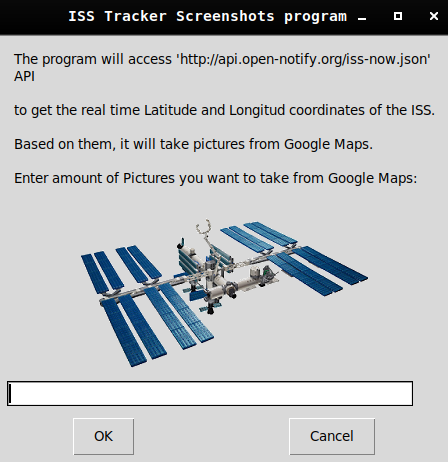 ISS Tracker Screenshots program
The program will access 'http://api.open-notify.org/iss-now.json'
API
to get the real time Latitude and Longitud coordinates of the ISS.
Based on them, it will take pictures from Google Maps.
Enter amount of Pictures you want to take from Google Maps:
OK
Cancel